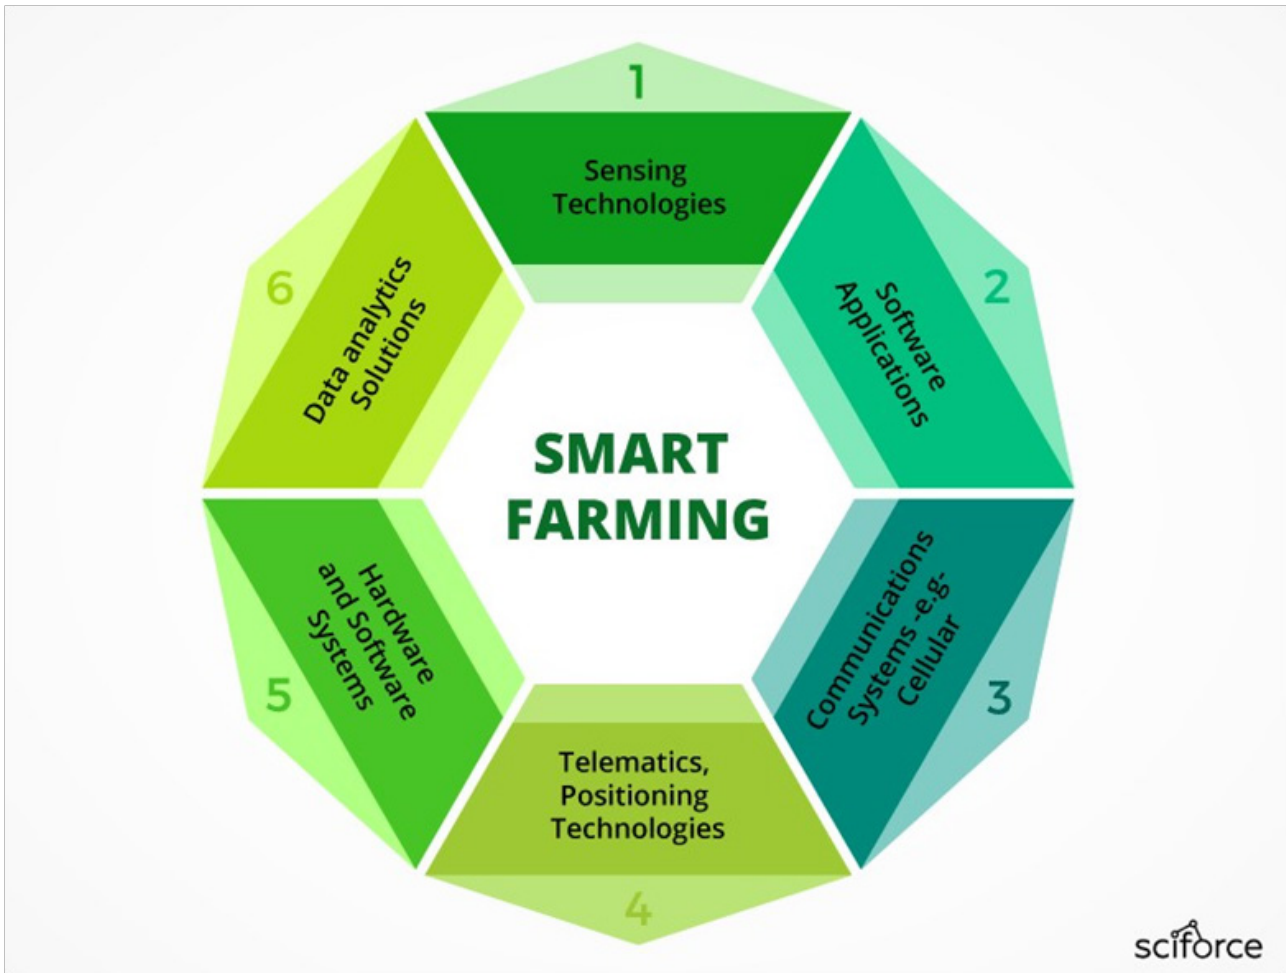 1
Sensing
Technologies
2
Software
Applications
3
Communications
Systems -e.g-
Cellular
4
Telematics,
Positioning
Technologies
5
Hardware
and Software
Systems
6
Data analytics
Solutions
SMART
FARMING
sciforce